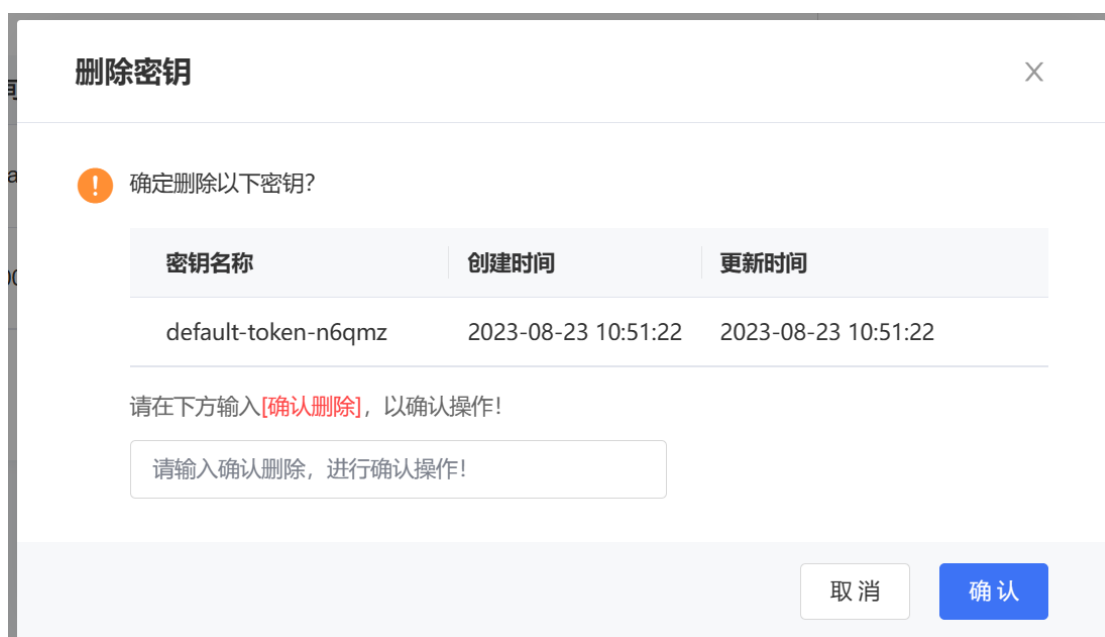 删除密钥
确定删除以下密钥?
密钥名称 创建时间 更新时间
default-token-n6qmz 2023-08-23 10:51:22 2023-08-23 10:51:22
请在下方输入[确认删除]，以确认操作!
请输入确认删除，进行确认操作!
取消 确认